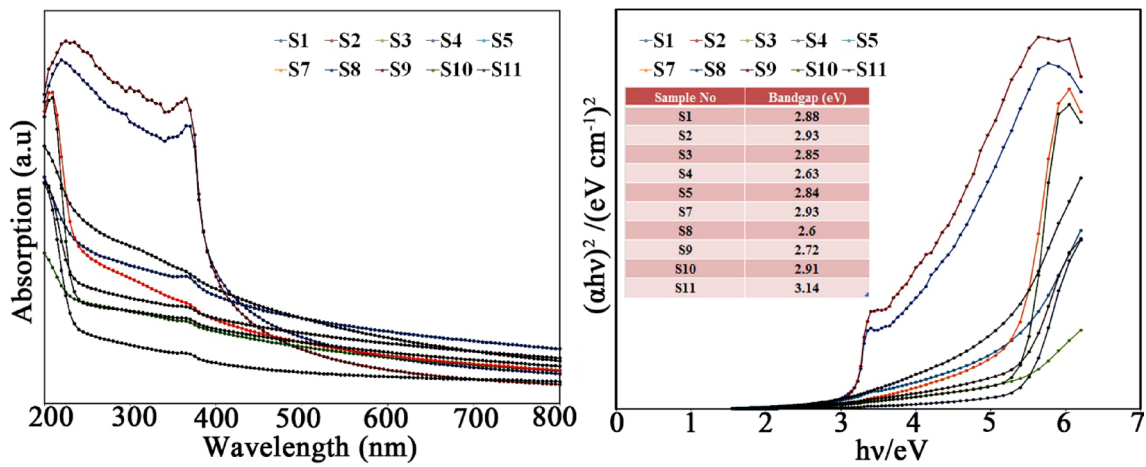 S1 S2 S3 S4 S5
S7 S8 S9 S10 S11
Absorption (a.u)
200 300 400 500 600 700 800
Wavelength (nm)
S1 S2 S3 S4 S5
S7 S8 S9 S10 S11
Sample No Bandgap (eV)
S1 2.88
S2 2.93
S3 2.85
S4 2.63
S5 2.84
S7 2.93
S8 2.6
S9 2.72
S10 2.91
S11 3.14
(αhν)² /(eV cm⁻¹)²
0 1 2 3 4 5 6 7
hν/eV